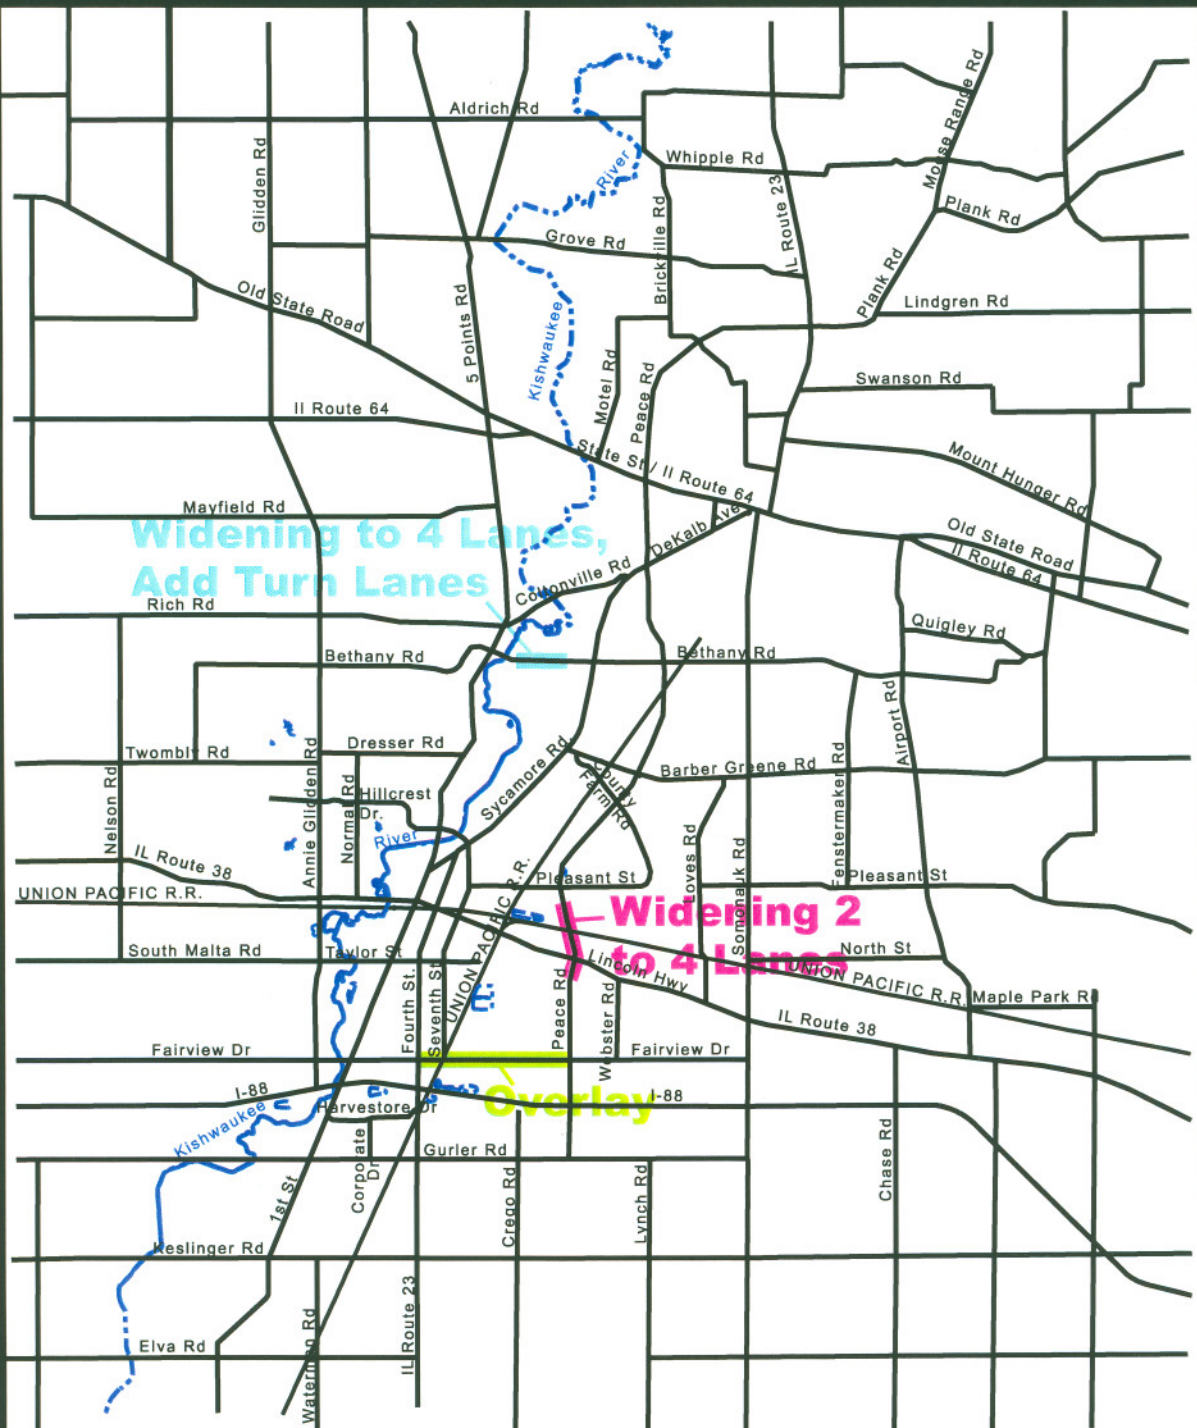 Aldrich Rd
Whipple Rd
Glidden Rd
River
Moose Range Rd
IL Route 23
Brickville Rd
Plank Rd
Grove Rd
Plank Rd
Lindgren Rd
Old State Road
5 Points Rd
Kishwaukee
Motel Rd
Peace Rd
Swanson Rd
Il Route 64
State St / Il Route 64
Mount Hunger Rd
Mayfield Rd
Widening to 4 Lanes,
Add Turn Lanes
DeKalb Ave
Old State Road
Il Route 64
Coltonville Rd
Rich Rd
Quigley Rd
Bethany Rd
Bethany Rd
Airport Rd
Twombly Rd
Dresser Rd
Sycamore Rd
Barber Greene Rd
County
Farm Rd
Nelson Rd
Annie Glidden Rd
Normal Rd
Hillcrest
Dr.
River
Fenstermaker Rd
Loves Rd
Somonauk Rd
IL Route 38
UNION PACIFIC R.R.
UNION PACIFIC R.R.
Pleasant St
Pleasant St
Widening 2
to 4 Lanes
South Malta Rd
Taylor St
Lincoln Hwy
North St
UNION PACIFIC R.R.
Maple Park Rd
Fourth St.
Seventh St
Peace Rd
Webster Rd
IL Route 38
Fairview Dr
Fairview Dr
I-88
Overlay
I-88
Harvestore Dr
Kishwaukee
Corporate
Dr
Gurler Rd
Chase Rd
1st St
Crego Rd
Lynch Rd
Keslinger Rd
IL Route 23
Waterman Rd
Elva Rd